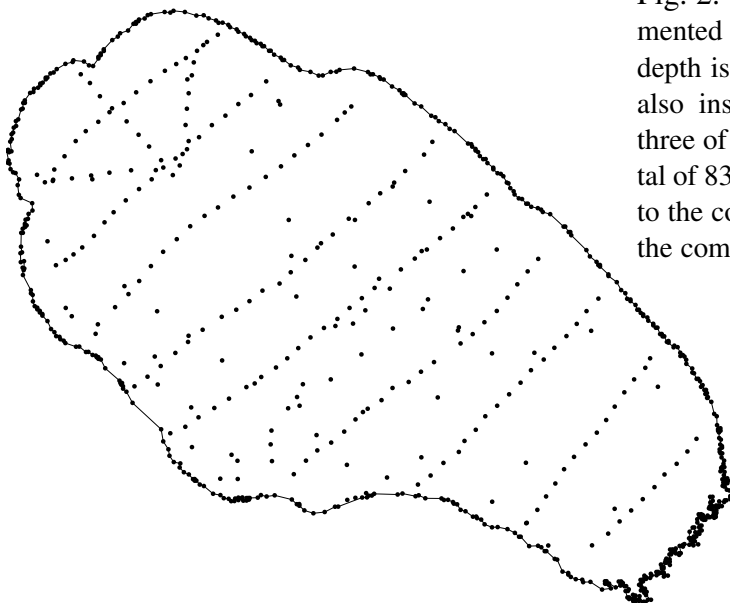 Fig. 2.
mented
depth is
also ins
three of
tal of 83
to the co
the com